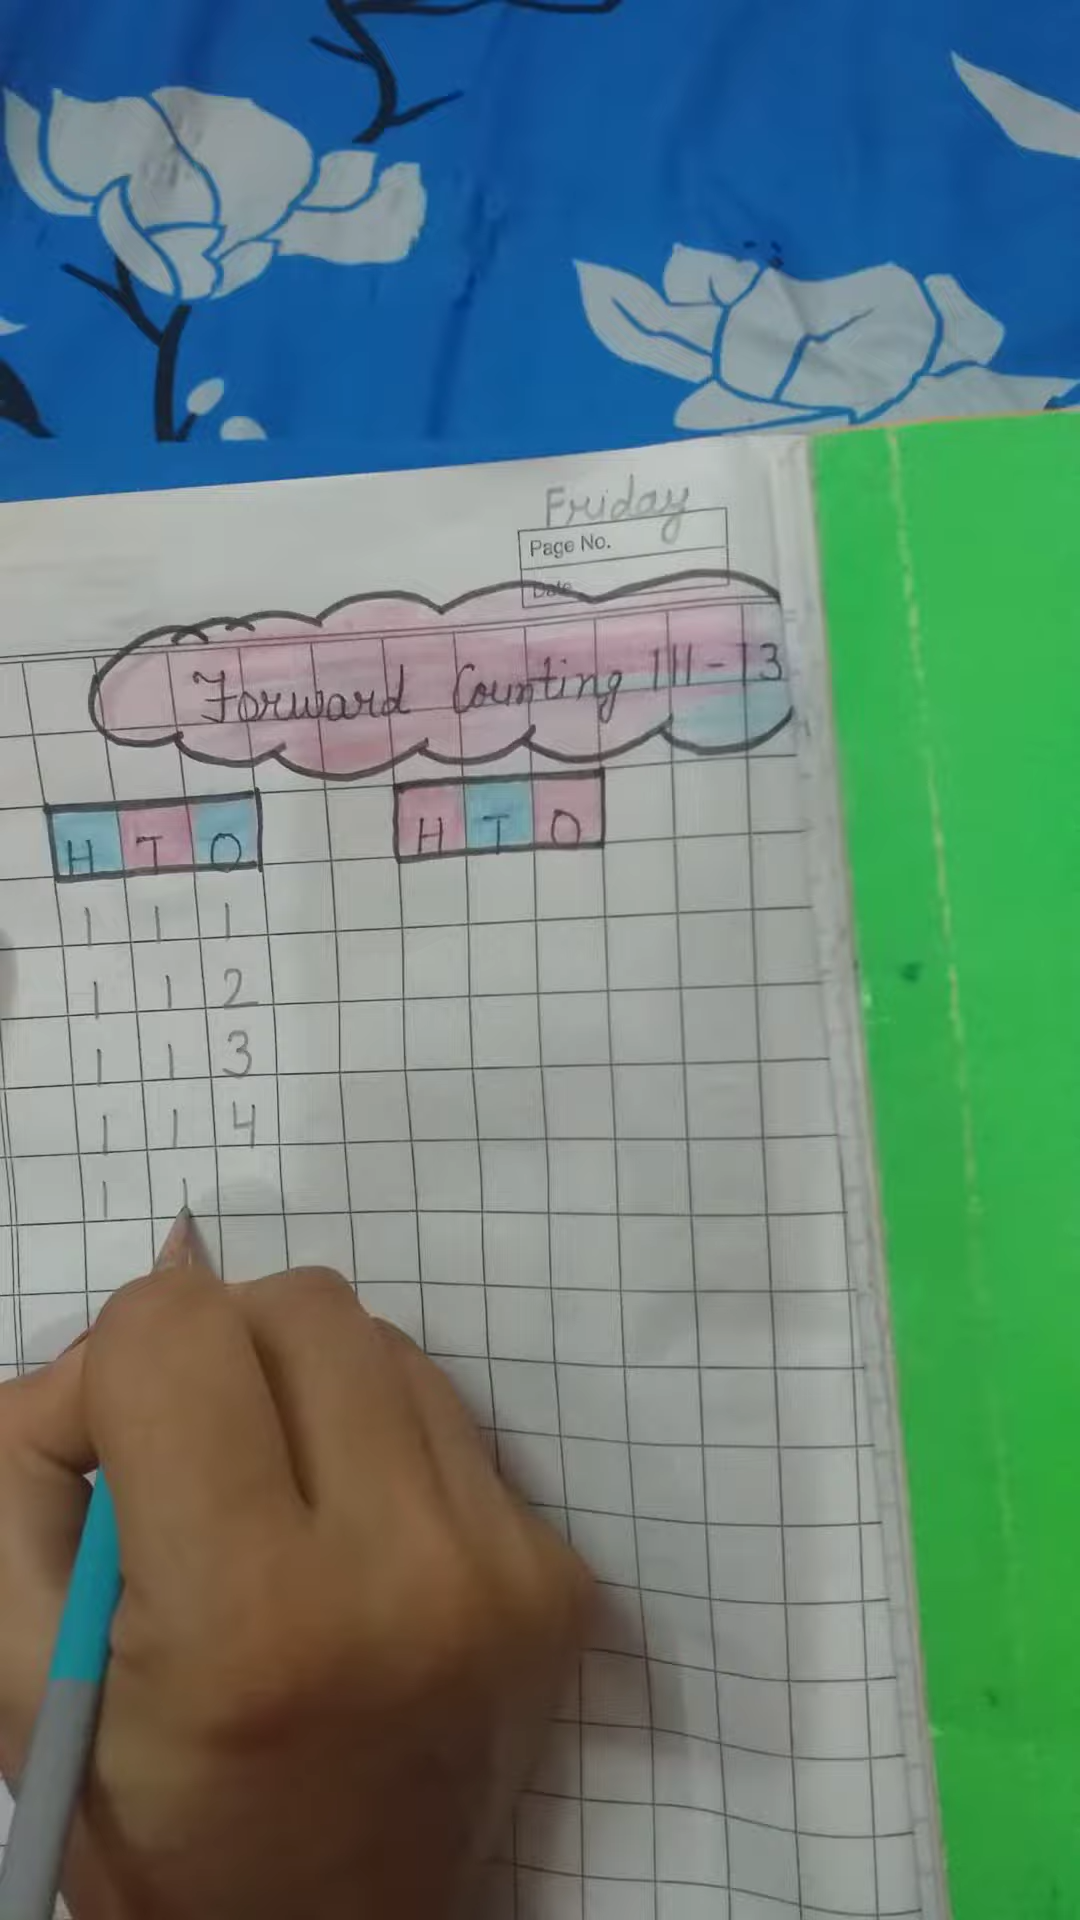 Friday
Page No.
Date
Forward Counting 111-13
H T O
H T O
1 1 1
1 1 2
1 1 3
1 1 4
1 1